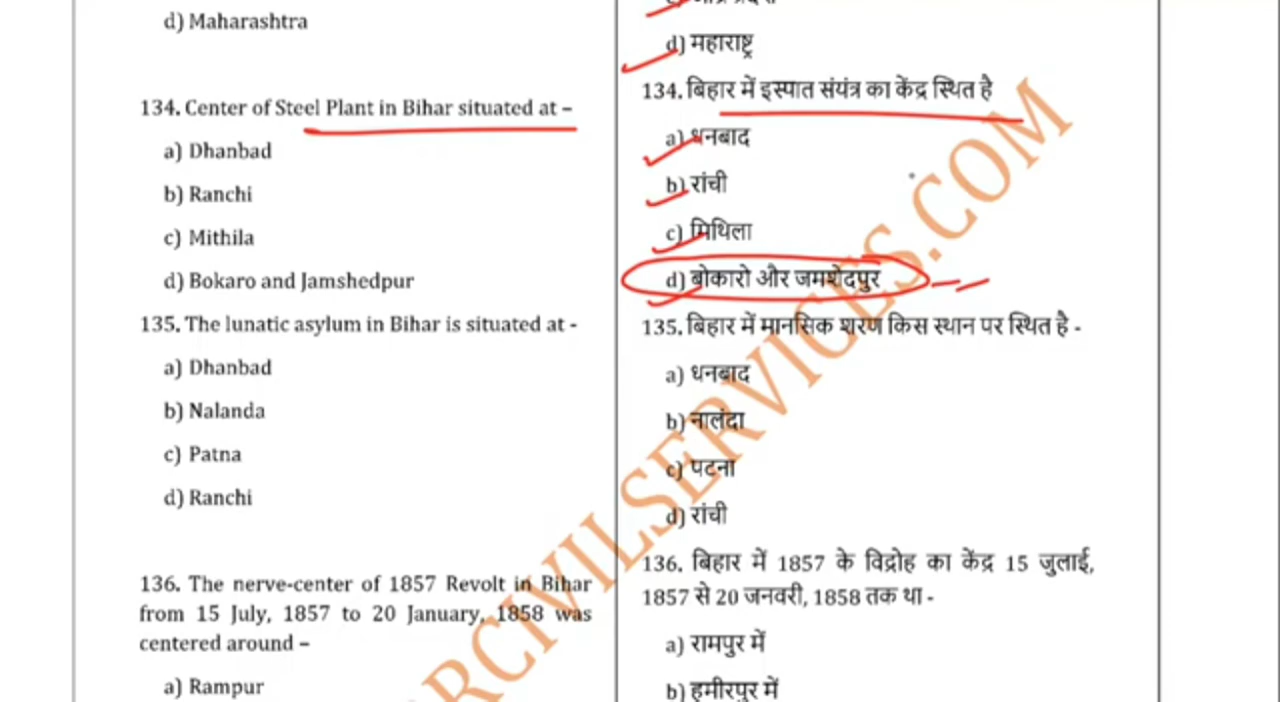 d) Maharashtra
134. Center of Steel Plant in Bihar situated at –
a) Dhanbad
b) Ranchi
c) Mithila
d) Bokaro and Jamshedpur
135. The lunatic asylum in Bihar is situated at -
a) Dhanbad
b) Nalanda
c) Patna
d) Ranchi
136. The nerve-center of 1857 Revolt in Bihar
from 15 July, 1857 to 20 January, 1858 was
centered around –
a) Rampur
d) महाराष्ट्र
134. बिहार में इस्पात संयंत्र का केंद्र स्थित है
a) धनबाद
b) रांची
c) मिथिला
d) बोकारो और जमशेदपुर
135. बिहार में मानसिक शरण किस स्थान पर स्थित है -
a) धनबाद
b) नालंदा
c) पटना
d) रांची
136. बिहार में 1857 के विद्रोह का केंद्र 15 जुलाई,
1857 से 20 जनवरी, 1858 तक था -
a) रामपुर में
b) हमीरपुर में
RCIVILSERVICES.COM